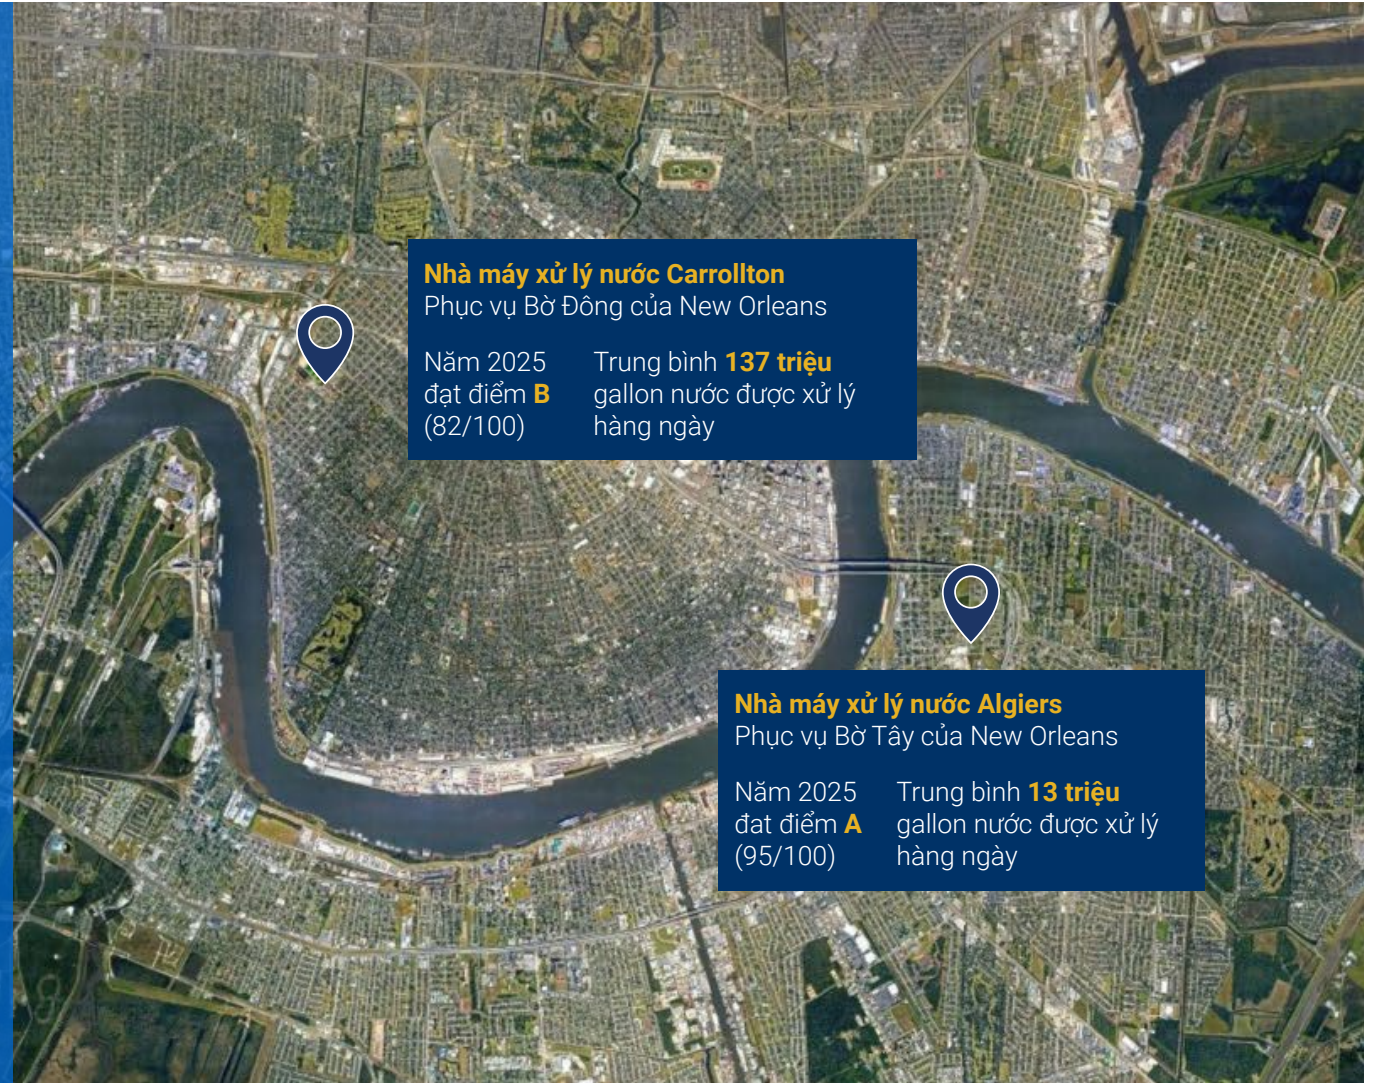 Nhà máy xử lý nước Carrollton
Phục vụ Bờ Đông của New Orleans
Năm 2025
đạt điểm B
(82/100)
Trung bình 137 triệu
gallon nước được xử lý
hàng ngày
Nhà máy xử lý nước Algiers
Phục vụ Bờ Tây của New Orleans
Năm 2025
đạt điểm A
(95/100)
Trung bình 13 triệu
gallon nước được xử lý
hàng ngày